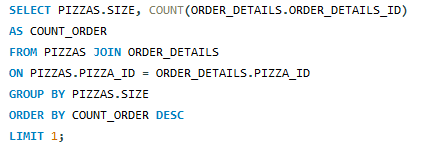 SELECT PIZZAS.SIZE, COUNT(ORDER_DETAILS.ORDER_DETAILS_ID)
AS COUNT_ORDER
FROM PIZZAS JOIN ORDER_DETAILS
ON PIZZAS.PIZZA_ID = ORDER_DETAILS.PIZZA_ID
GROUP BY PIZZAS.SIZE
ORDER BY COUNT_ORDER DESC
LIMIT 1;